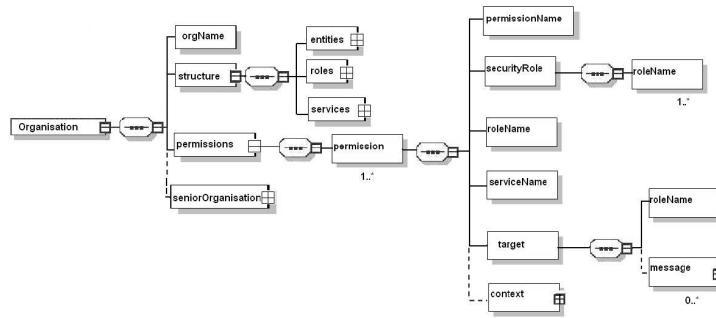 permissionName
orgName
entities
securityRole
roleName
structure
roles
1..*
services
Organisation
roleName
permissions
permission
1..*
serviceName
seniorOrganisation
roleName
target
message
context
0..*